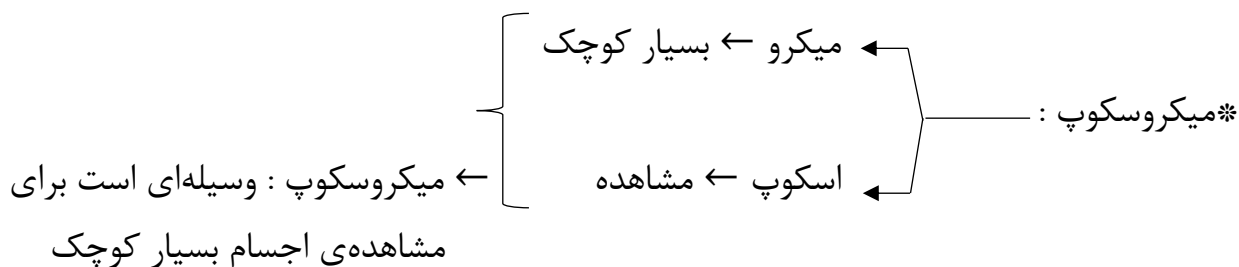 *میکروسکوپ :
میکرو ← بسیار کوچک
اسکوپ ← مشاهده
← میکروسکوپ : وسیله‌ای است برای
مشاهده‌ی اجسام بسیار کوچک